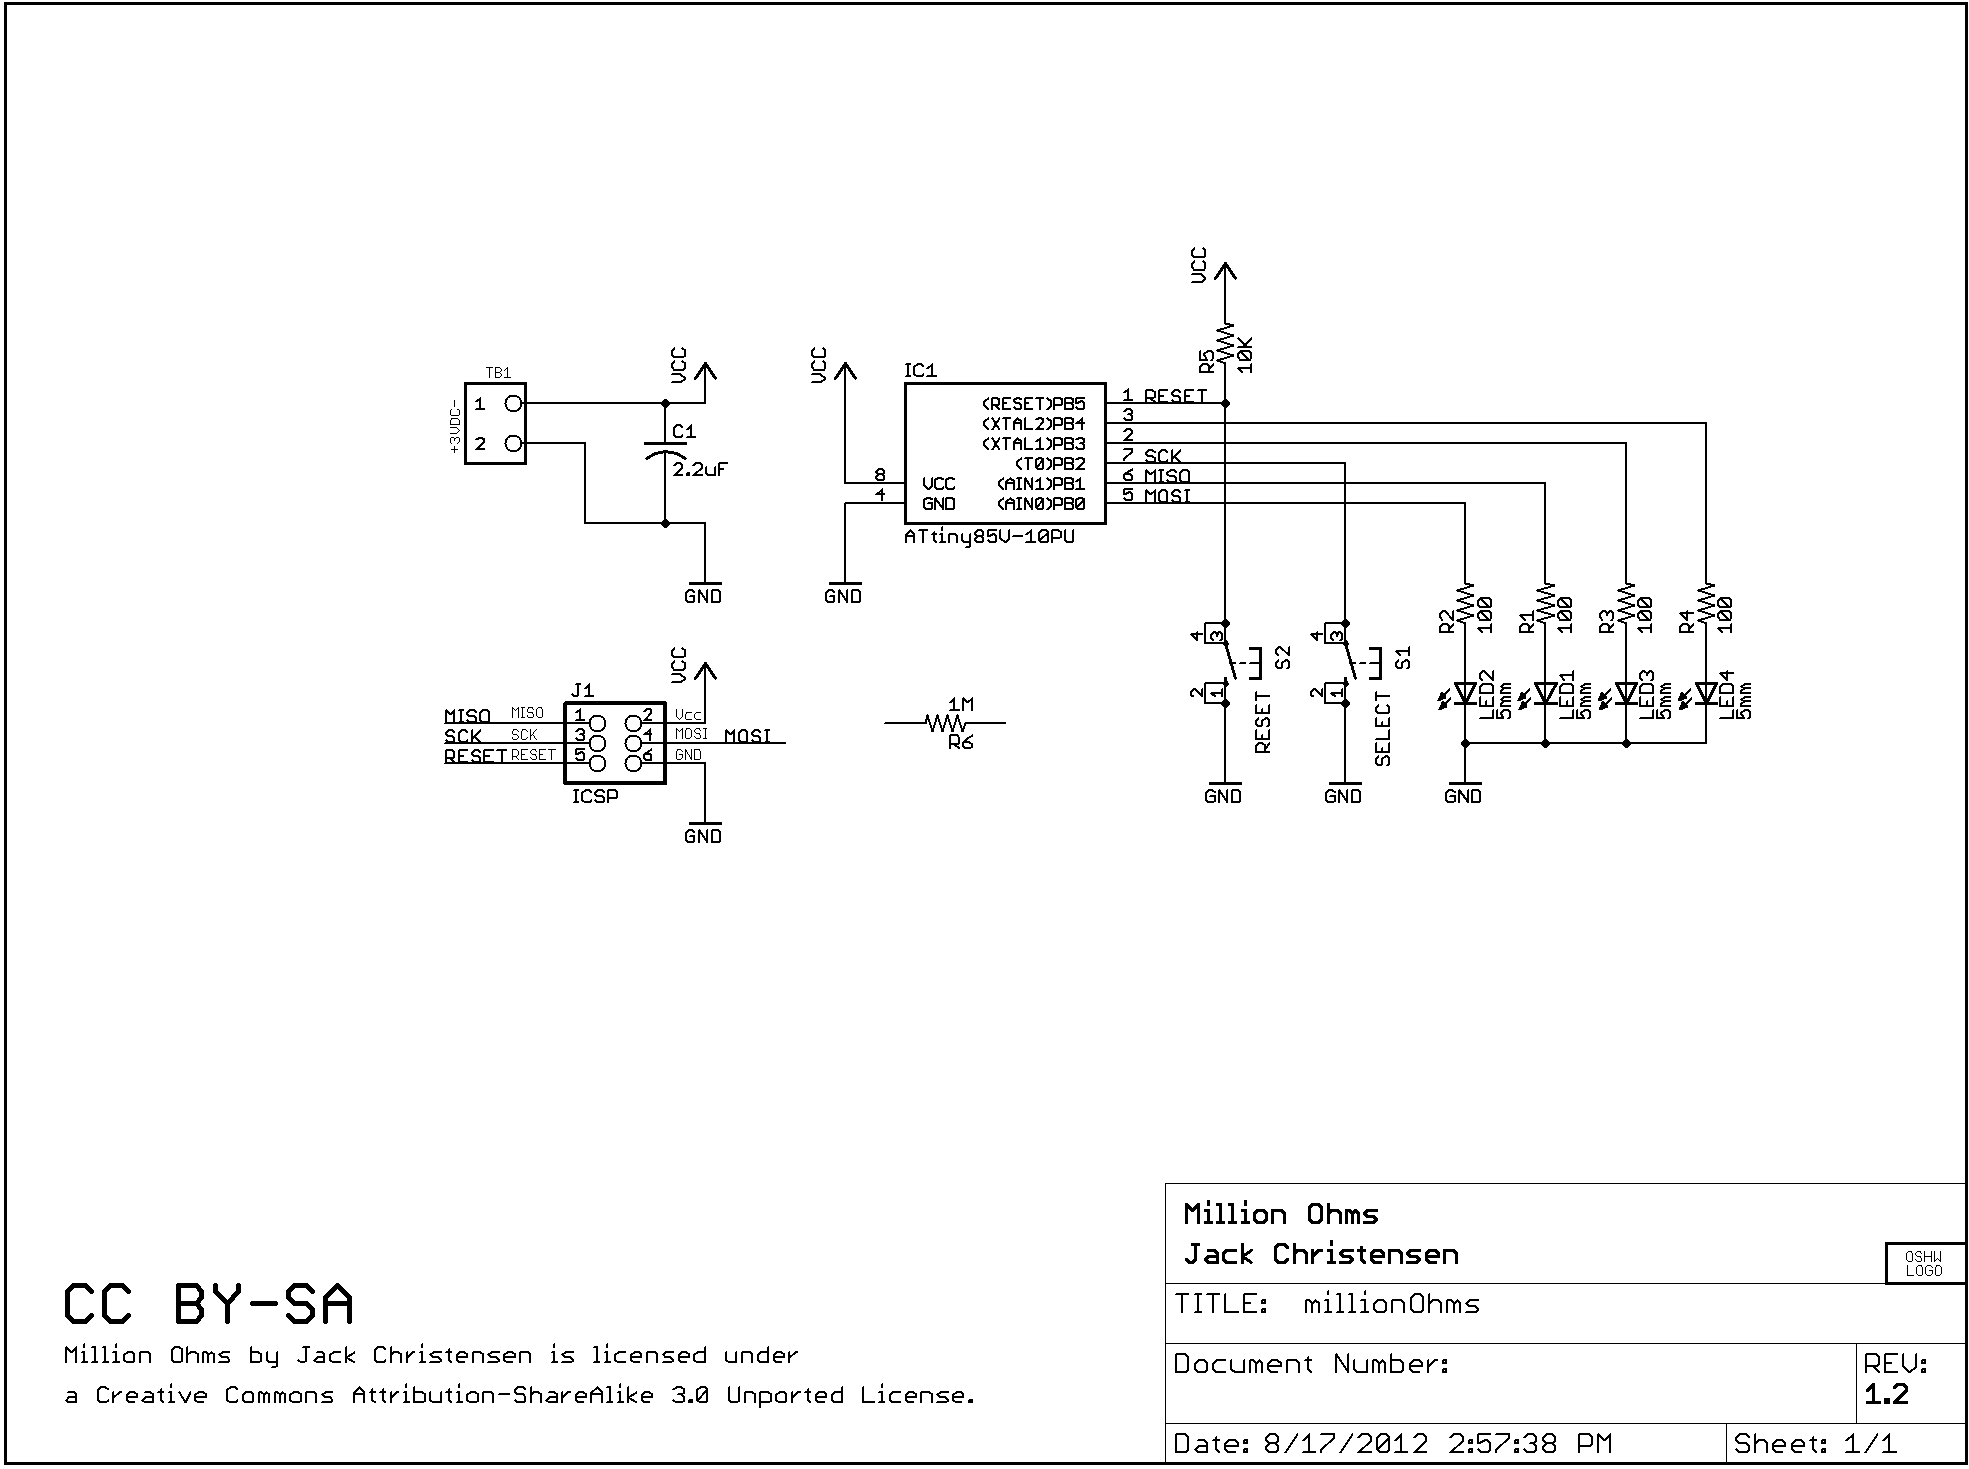 VCC
R5
10K
TB1
+3VDC-
1
2
VCC
C1
2.2uF
GND
VCC
IC1
8
4
VCC
GND
(RESET)PB5
(XTAL2)PB4
(XTAL1)PB3
(T0)PB2
(AIN1)PB1
(AIN0)PB0
1 RESET
3
2
7 SCK
6 MISO
5 MOSI
ATtiny85V-10PU
GND
R2
100
R1
100
R3
100
R4
100
4
3
2
1
S2
RESET
GND
4
3
2
1
S1
SELECT
GND
LED2
5mm
LED1
5mm
LED3
5mm
LED4
5mm
GND
VCC
J1
MISO MISO 1 2 Vcc
SCK SCK 3 4 MOSI MOSI
RESET RESET 5 6 GND
ICSP
GND
1M
R6
Million Ohms
Jack Christensen
OSHW
LOGO
TITLE: millionOhms
Document Number:
REV:
1.2
Date: 8/17/2012 2:57:38 PM
Sheet: 1/1
CC BY-SA
Million Ohms by Jack Christensen is licensed under
a Creative Commons Attribution-ShareAlike 3.0 Unported License.